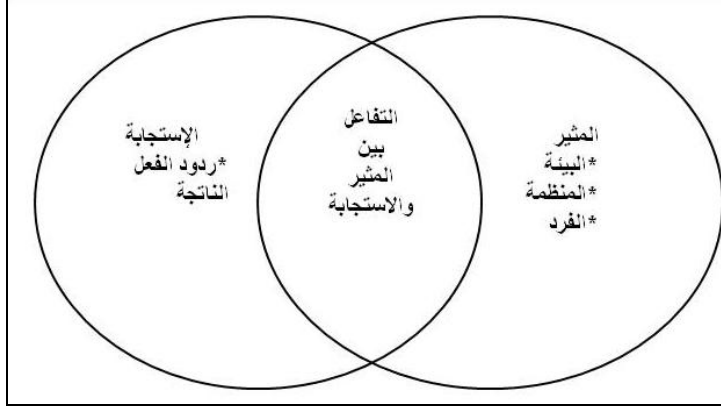 المثير
*البيئة
*المنظمة
*الفرد
التفاعل
بين
المثير
والاستجابة
الإستجابة
*ردود الفعل
الناتجة